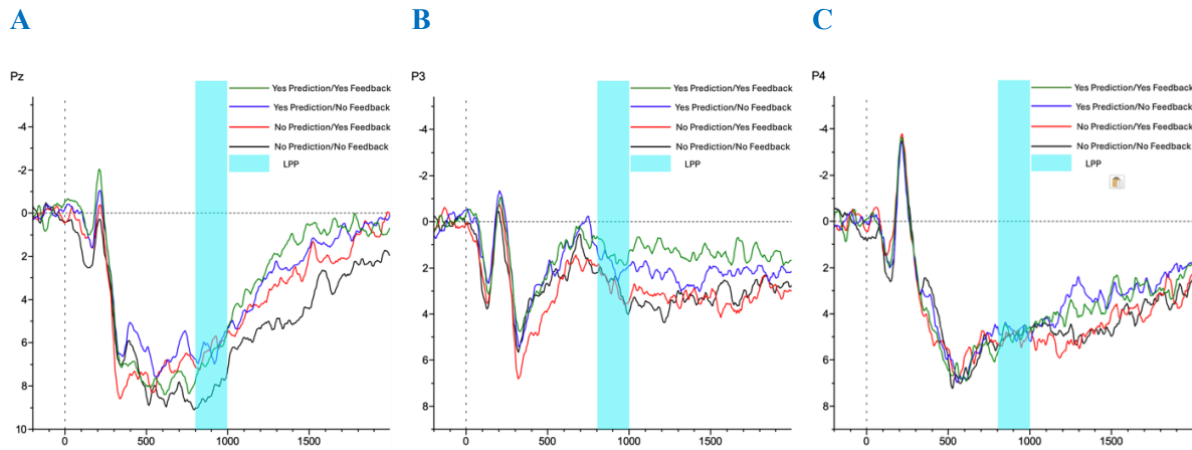 A
B
C
Pz
Yes Prediction/Yes Feedback
Yes Prediction/No Feedback
No Prediction/Yes Feedback
No Prediction/No Feedback
LPP
-4
-2
0
2
4
6
8
10
0
500
1000
1500
P3
Yes Prediction/Yes Feedback
Yes Prediction/No Feedback
No Prediction/Yes Feedback
No Prediction/No Feedback
LPP
-4
-2
0
2
4
6
8
0
500
1000
1500
P4
Yes Prediction/Yes Feedback
Yes Prediction/No Feedback
No Prediction/Yes Feedback
No Prediction/No Feedback
LPP
-4
-2
0
2
4
6
8
0
500
1000
1500